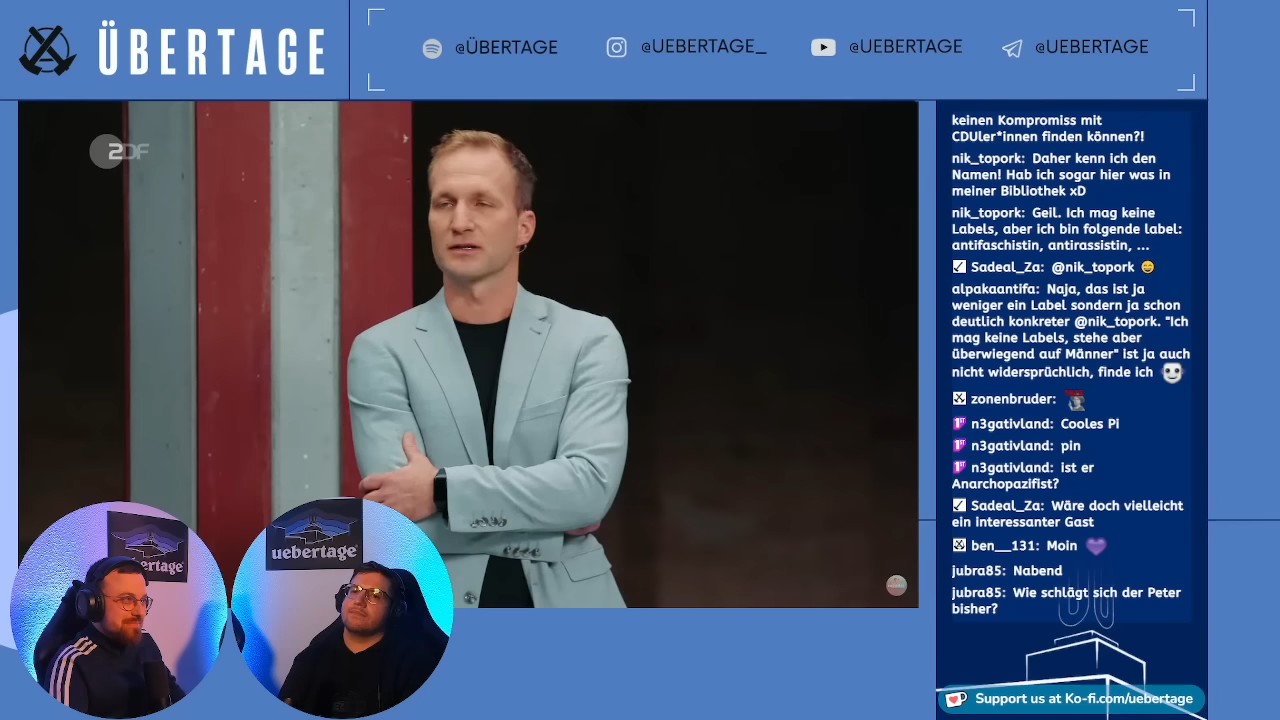 ÜBERTAGE
@ÜBERTAGE
@UEBERTAGE_
@UEBERTAGE
@UEBERTAGE
ZDF
keinen Kompromiss mit
CDUler*innen finden können?!
nik_topork: Daher kenn ich den
Namen! Hab ich sogar hier was in
meiner Bibliothek xD
nik_topork: Geil. Ich mag keine
Labels, aber ich bin folgende label:
antifaschistin, antirassistin, ...
Sadeal_Za: @nik_topork 😄
alpakaantifa: Naja, das ist ja
weniger ein Label sondern ja schon
deutlich konkreter @nik_topork. "Ich
mag keine Labels, stehe aber
überwiegend auf Männer" ist ja auch
nicht widersprüchlich, finde ich
zonenbruder:
n3gativland: Cooles Pi
n3gativland: pin
n3gativland: ist er
Anarchopazifist?
Sadeal_Za: Wäre doch vielleicht
ein interessanter Gast
ben__131: Moin 💜
jubra85: Nabend
jubra85: Wie schlägt sich der Peter
bisher?
uebertage
Support us at Ko-fi.com/uebertage